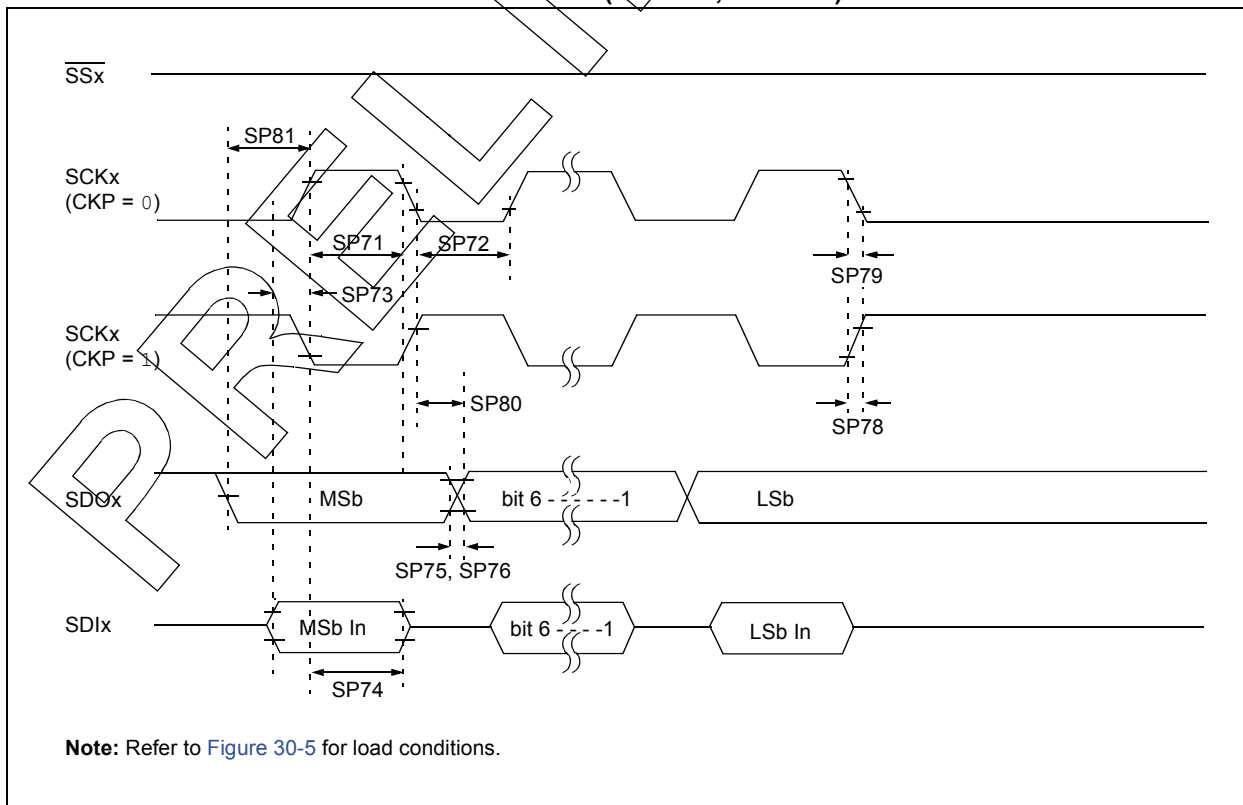 SSx
SP81
SCKx
(CKP = 0)
SP71 SP72
SP79
SP73
SCKx
(CKP = 1)
SP80
SP78
SDOx MSb bit 6 - - - - - -1 LSb
SP75, SP76
SDIx MSb In bit 6 - - - -1 LSb In
SP74
Note: Refer to Figure 30-5 for load conditions.